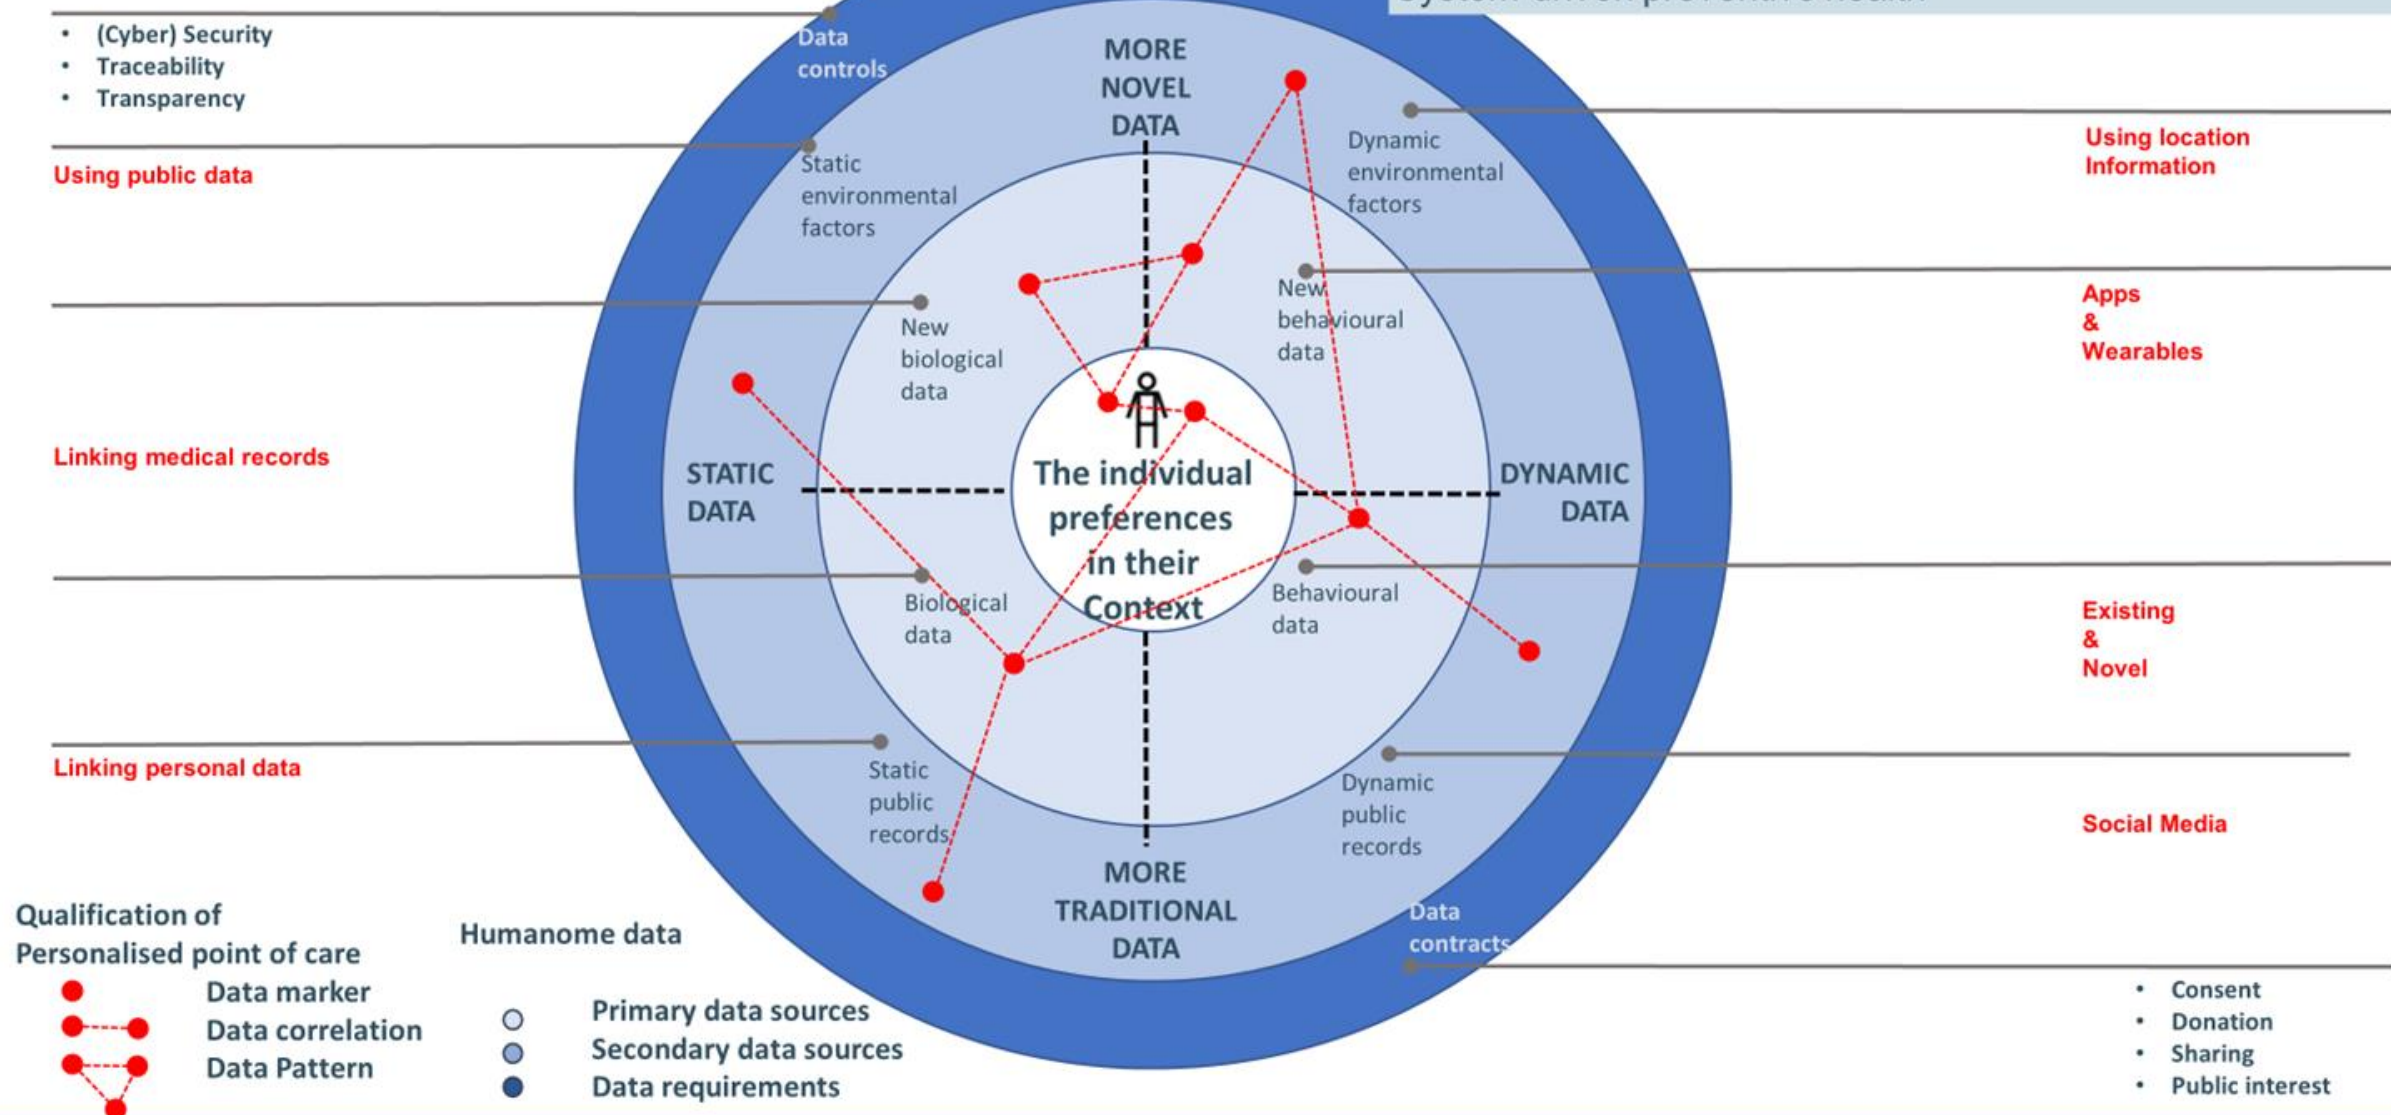 (Cyber) Security
Traceability
Transparency
Using public data
Linking medical records
Linking personal data
Data
controls
Static
environmental
factors
New
biological
data
STATIC
DATA
Biological
data
Static
public
records
MORE
NOVEL
DATA
The individual
preferences
in their
Context
MORE
TRADITIONAL
DATA
Dynamic
environmental
factors
New
behavioural
data
DYNAMIC
DATA
Behavioural
data
Dynamic
public
records
Data
contracts
Using location
Information
Apps
&
Wearables
Existing
&
Novel
Social Media
Consent
Donation
Sharing
Public interest
Qualification of
Personalised point of care
Data marker
Data correlation
Data Pattern
Humanome data
Primary data sources
Secondary data sources
Data requirements